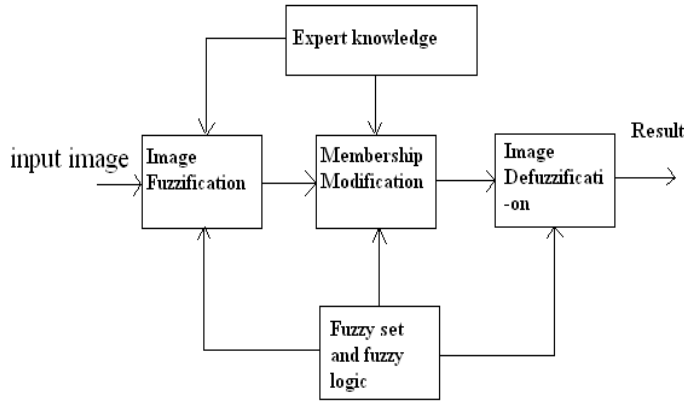 Expert knowledge
Result
input image
Image
Fuzzification
Membership
Modification
Image
Defuzzificati
-on
Fuzzy set
and fuzzy
logic